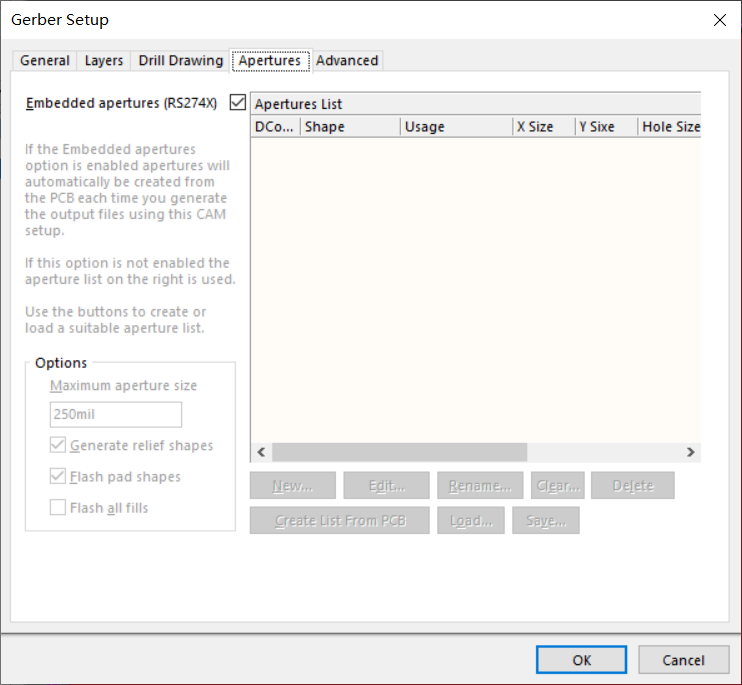 Gerber Setup
General Layers Drill Drawing Apertures Advanced
Embedded apertures (RS274X)
If the Embedded apertures
option is enabled apertures will
automatically be created from
the PCB each time you generate
the output files using this CAM
setup.
If this option is not enabled the
aperture list on the right is used.
Use the buttons to create or
load a suitable aperture list.
Options
Maximum aperture size
250mil
Generate relief shapes
Flash pad shapes
Flash all fills
Apertures List
DCo... Shape Usage X Size Y Sixe Hole Size
New... Edit... Rename... Clear... Delete
Create List From PCB Load... Save...
OK Cancel